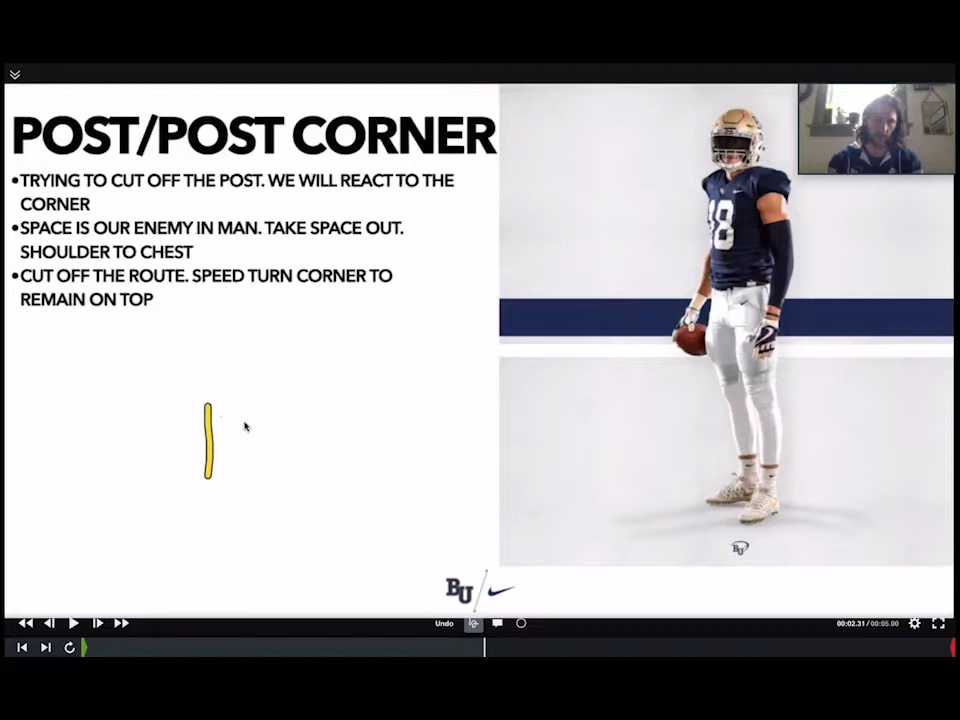 POST/POST CORNER
•TRYING TO CUT OFF THE POST. WE WILL REACT TO THE
CORNER
•SPACE IS OUR ENEMY IN MAN. TAKE SPACE OUT.
SHOULDER TO CHEST
•CUT OFF THE ROUTE. SPEED TURN CORNER TO
REMAIN ON TOP
18
BU
BU
Undo
00:02.31 / 00:05.00